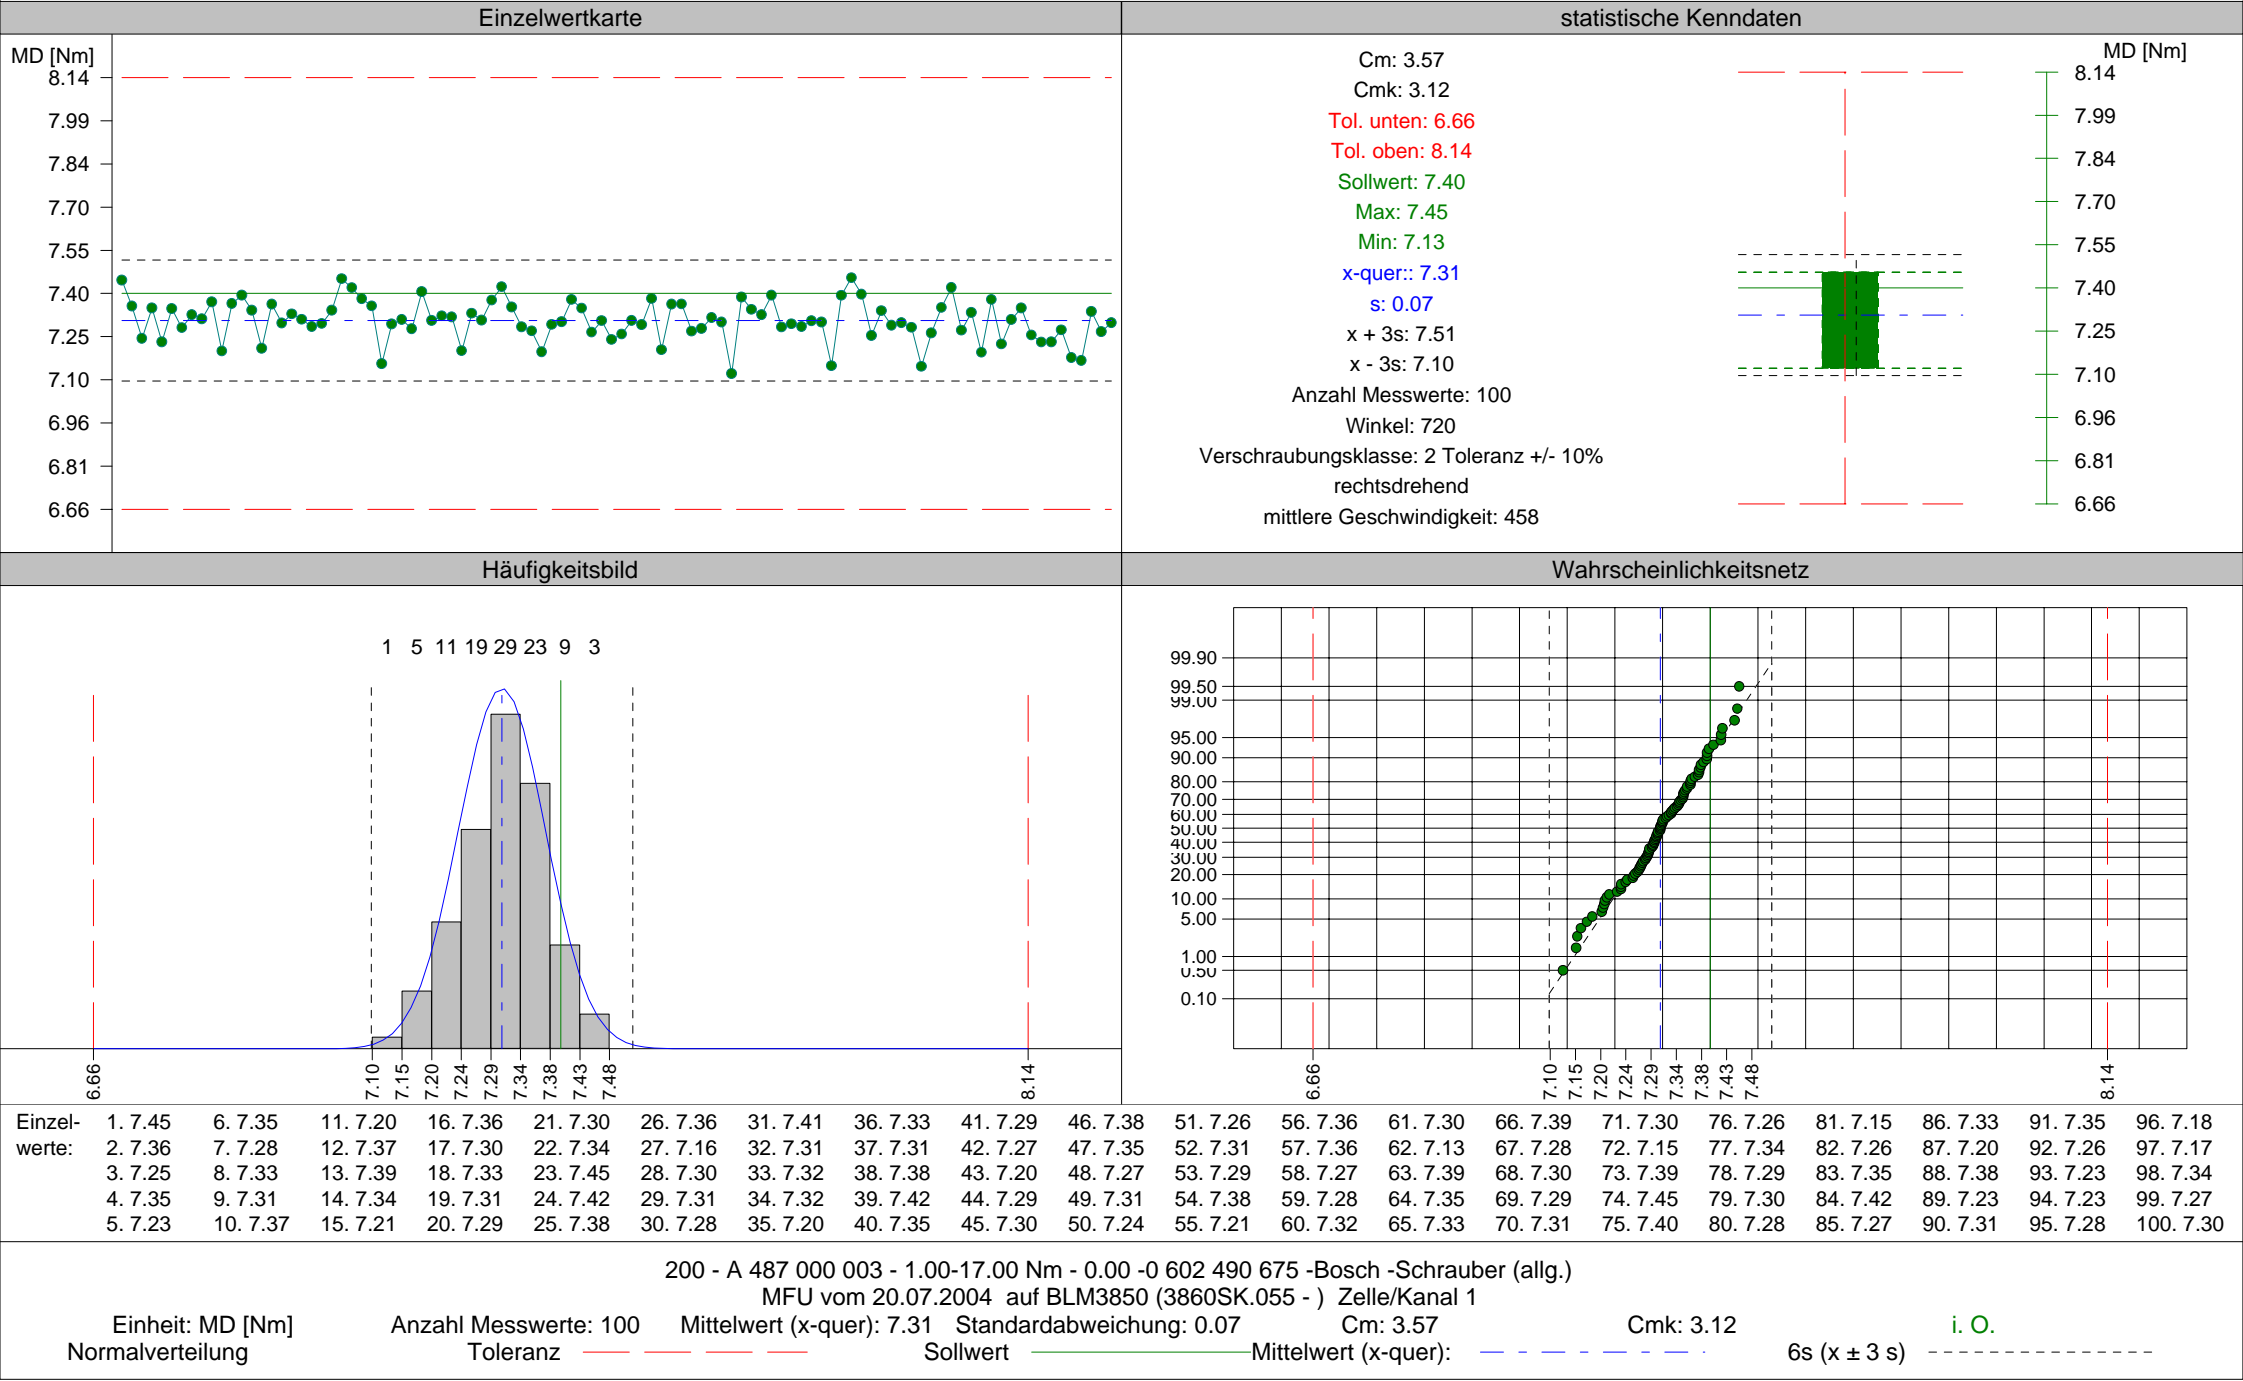 Einzelwertkarte
MD [Nm]
8.14
7.99
7.84
7.70
7.55
7.40
7.25
7.10
6.96
6.81
6.66
statistische Kenndaten
Cm: 3.57
Cmk: 3.12
Tol. unten: 6.66
Tol. oben: 8.14
Sollwert: 7.40
Max: 7.45
Min: 7.13
x-quer:: 7.31
s: 0.07
x + 3s: 7.51
x - 3s: 7.10
Anzahl Messwerte: 100
Winkel: 720
Verschraubungsklasse: 2 Toleranz +/- 10%
rechtsdrehend
mittlere Geschwindigkeit: 458
MD [Nm]
8.14
7.99
7.84
7.70
7.55
7.40
7.25
7.10
6.96
6.81
6.66
Häufigkeitsbild
1 5 11 19 29 23 9 3
6.66 7.10 7.15 7.20 7.24 7.29 7.34 7.38 7.43 7.48 8.14
Wahrscheinlichkeitsnetz
99.90
99.50
99.00
95.00
90.00
80.00
70.00
60.00
50.00
40.00
30.00
20.00
10.00
5.00
1.00
0.50
0.10
6.66 7.10 7.15 7.20 7.24 7.29 7.34 7.38 7.43 7.48 8.14
Einzel- 1. 7.45 6. 7.35 11. 7.20 16. 7.36 21. 7.30 26. 7.36 31. 7.41 36. 7.33 41. 7.29 46. 7.38 51. 7.26 56. 7.36 61. 7.30 66. 7.39 71. 7.30 76. 7.26 81. 7.15 86. 7.33 91. 7.35 96. 7.18
werte: 2. 7.36 7. 7.28 12. 7.37 17. 7.30 22. 7.34 27. 7.16 32. 7.31 37. 7.31 42. 7.27 47. 7.35 52. 7.31 57. 7.36 62. 7.13 67. 7.28 72. 7.15 77. 7.34 82. 7.26 87. 7.20 92. 7.26 97. 7.17
3. 7.25 8. 7.33 13. 7.39 18. 7.33 23. 7.45 28. 7.30 33. 7.32 38. 7.38 43. 7.20 48. 7.27 53. 7.29 58. 7.27 63. 7.39 68. 7.30 73. 7.39 78. 7.29 83. 7.35 88. 7.38 93. 7.23 98. 7.34
4. 7.35 9. 7.31 14. 7.34 19. 7.31 24. 7.42 29. 7.31 34. 7.32 39. 7.42 44. 7.29 49. 7.31 54. 7.38 59. 7.28 64. 7.35 69. 7.29 74. 7.45 79. 7.30 84. 7.42 89. 7.23 94. 7.23 99. 7.27
5. 7.23 10. 7.37 15. 7.21 20. 7.29 25. 7.38 30. 7.28 35. 7.20 40. 7.35 45. 7.30 50. 7.24 55. 7.21 60. 7.32 65. 7.33 70. 7.31 75. 7.40 80. 7.28 85. 7.27 90. 7.31 95. 7.28 100. 7.30
200 - A 487 000 003 - 1.00-17.00 Nm - 0.00 -0 602 490 675 -Bosch -Schrauber (allg.)
MFU vom 20.07.2004 auf BLM3850 (3860SK.055 - ) Zelle/Kanal 1
Einheit: MD [Nm] Anzahl Messwerte: 100 Mittelwert (x-quer): 7.31 Standardabweichung: 0.07 Cm: 3.57 Cmk: 3.12 i. O.
Normalverteilung Toleranz Sollwert Mittelwert (x-quer): 6s (x ± 3 s)